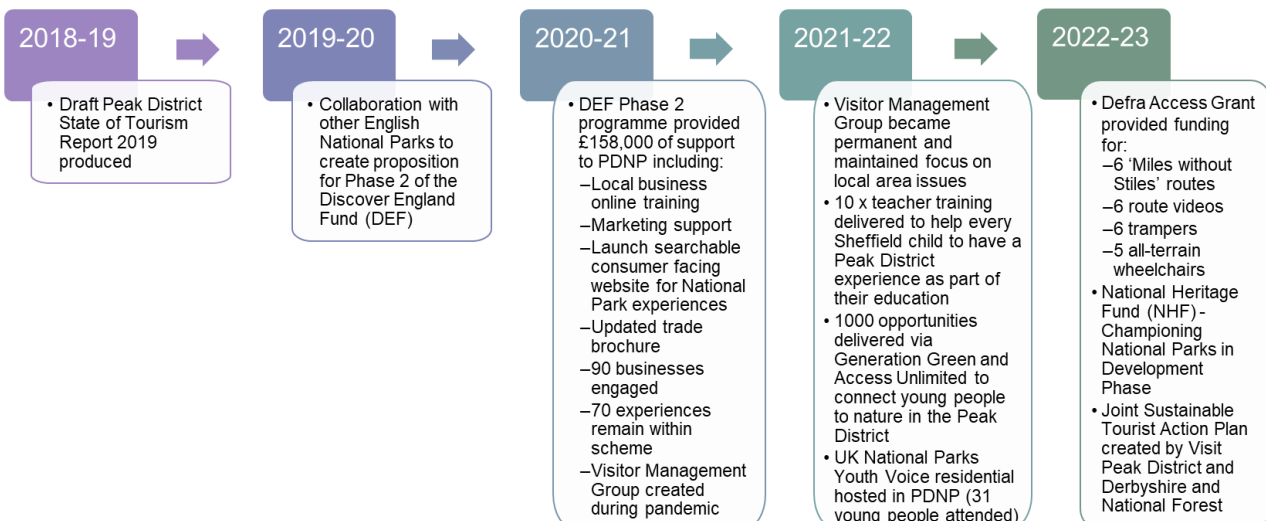 2018-19
• Draft Peak District
State of Tourism
Report 2019
produced
2019-20
• Collaboration with
other English
National Parks to
create proposition
for Phase 2 of the
Discover England
Fund (DEF)
2020-21
• DEF Phase 2
programme provided
£158,000 of support
to PDNP including:
–Local business
online training
–Marketing support
–Launch searchable
consumer facing
website for National
Park experiences
–Updated trade
brochure
–90 businesses
engaged
–70 experiences
remain within
scheme
–Visitor Management
Group created
during pandemic
2021-22
• Visitor Management
Group became
permanent and
maintained focus on
local area issues
• 10 x teacher training
delivered to help every
Sheffield child to have a
Peak District
experience as part of
their education
• 1000 opportunities
delivered via
Generation Green and
Access Unlimited to
connect young people
to nature in the Peak
District
• UK National Parks
Youth Voice residential
hosted in PDNP (31
young people attended)
2022-23
• Defra Access Grant
provided funding
for:
–6 ‘Miles without
Stiles’ routes
–6 route videos
–6 trampers
–5 all-terrain
wheelchairs
• National Heritage
Fund (NHF) -
Championing
National Parks in
Development
Phase
• Joint Sustainable
Tourist Action Plan
created by Visit
Peak District and
Derbyshire and
National Forest